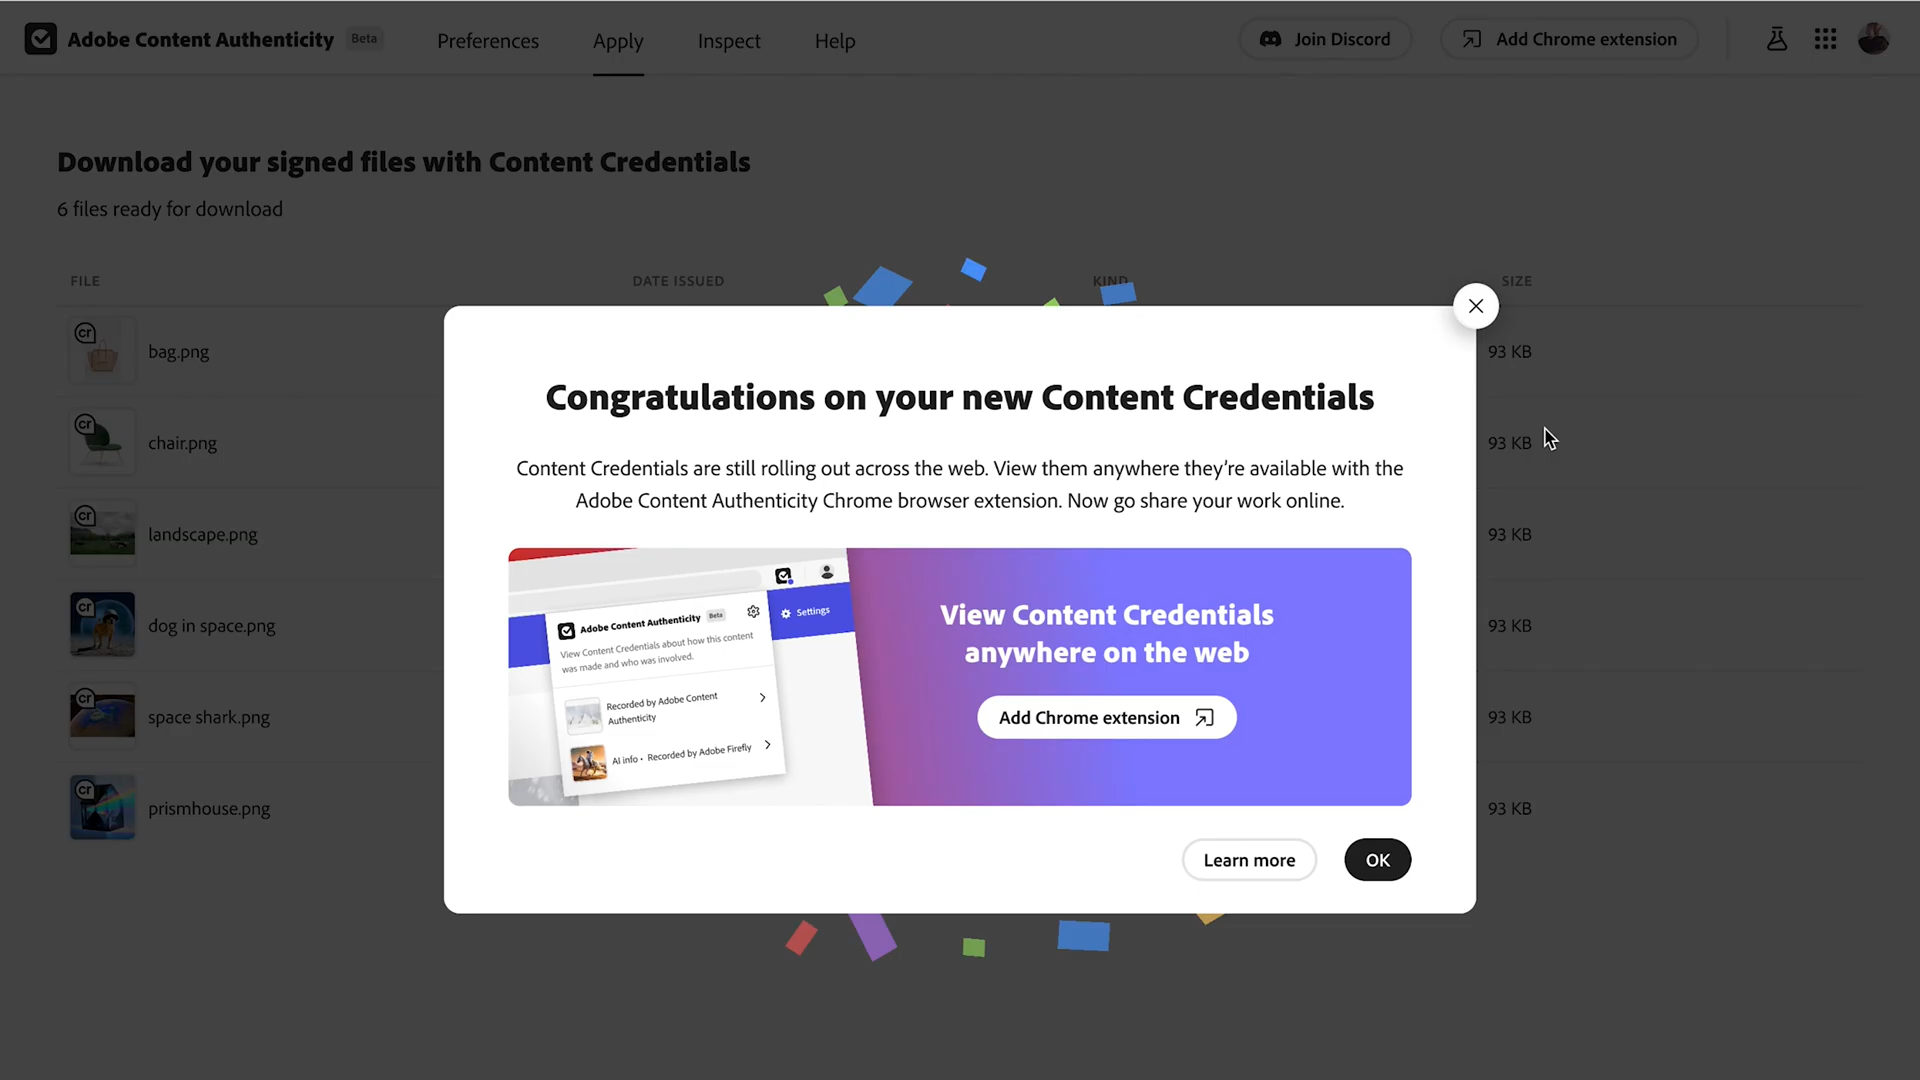 Adobe Content Authenticity Beta
Preferences
Apply
Inspect
Help
Join Discord
Add Chrome extension
Download your signed files with Content Credentials
6 files ready for download
FILE
DATE ISSUED
KIND
SIZE
bag.png
93 KB
chair.png
93 KB
landscape.png
93 KB
dog in space.png
93 KB
space shark.png
93 KB
prismhouse.png
93 KB
cr
cr
cr
cr
cr
cr
Congratulations on your new Content Credentials
Content Credentials are still rolling out across the web. View them anywhere they’re available with the
Adobe Content Authenticity Chrome browser extension. Now go share your work online.
Adobe Content Authenticity Beta
Settings
View Content Credentials about how this content
was made and who was involved.
Recorded by Adobe Content
Authenticity
AI info • Recorded by Adobe Firefly
View Content Credentials
anywhere on the web
Add Chrome extension
Learn more
OK